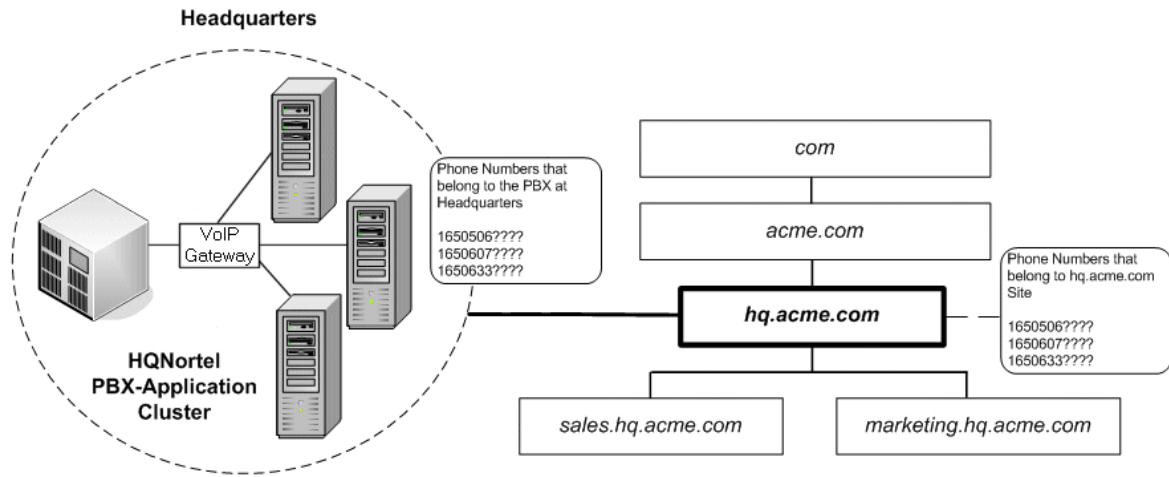 Headquarters
VoIP
Gateway
HQNortel
PBX-Application
Cluster
Phone Numbers that
belong to the PBX at
Headquarters
1650506????
1650607????
1650633????
com
acme.com
hq.acme.com
Phone Numbers that
belong to hq.acme.com
Site
1650506????
1650607????
1650633????
sales.hq.acme.com
marketing.hq.acme.com